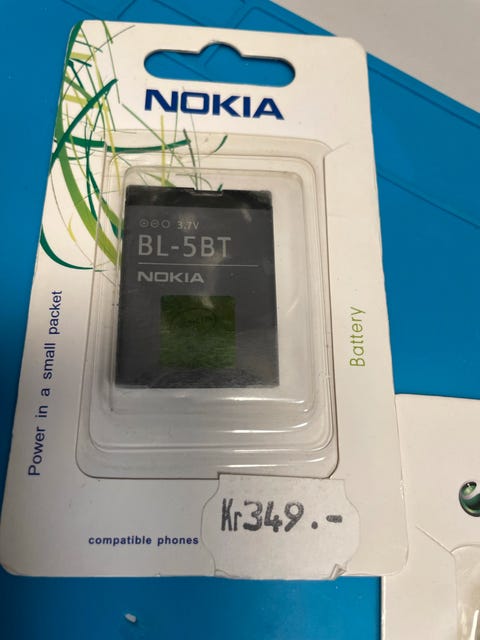 NOKIA
3.7V
BL-5BT
NOKIA
Power in a small packet
Battery
compatible phones
Kr349.-